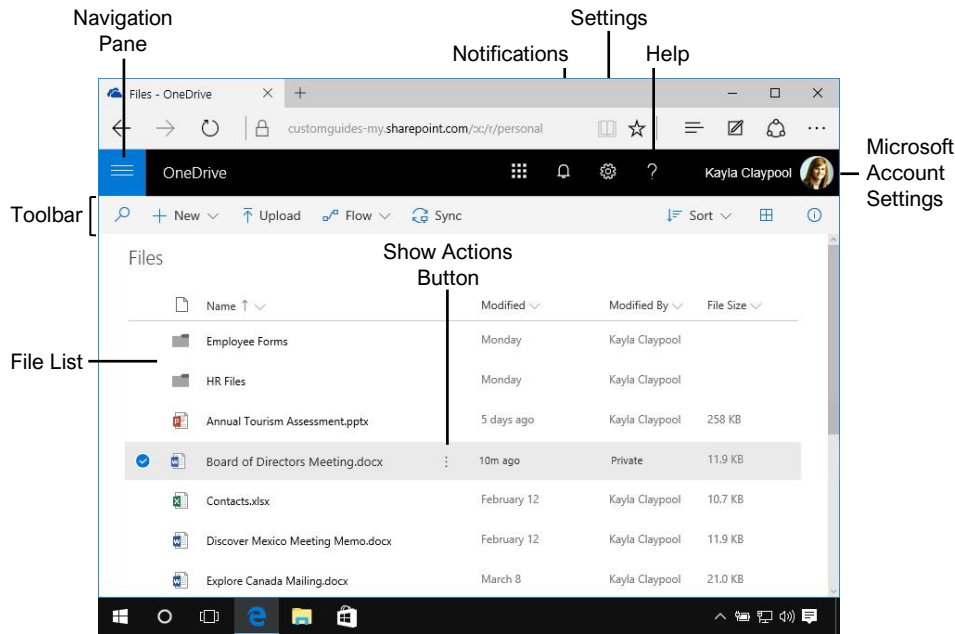 Navigation
Pane
Settings
Notifications
Help
Files - OneDrive
customguides-my.sharepoint.com/:x:/r/personal
OneDrive
?
Kayla Claypool
Microsoft
Account
Settings
Toolbar
New
Upload
Flow
Sync
Sort
Files
Show Actions
Button
Name
Modified
Modified By
File Size
File List
Employee Forms
Monday
Kayla Claypool
HR Files
Monday
Kayla Claypool
Annual Tourism Assessment.pptx
5 days ago
Kayla Claypool
258 KB
Board of Directors Meeting.docx
10m ago
Private
11.9 KB
Contacts.xlsx
February 12
Kayla Claypool
10.7 KB
Discover Mexico Meeting Memo.docx
February 12
Kayla Claypool
11.9 KB
Explore Canada Mailing.docx
March 8
Kayla Claypool
21.0 KB